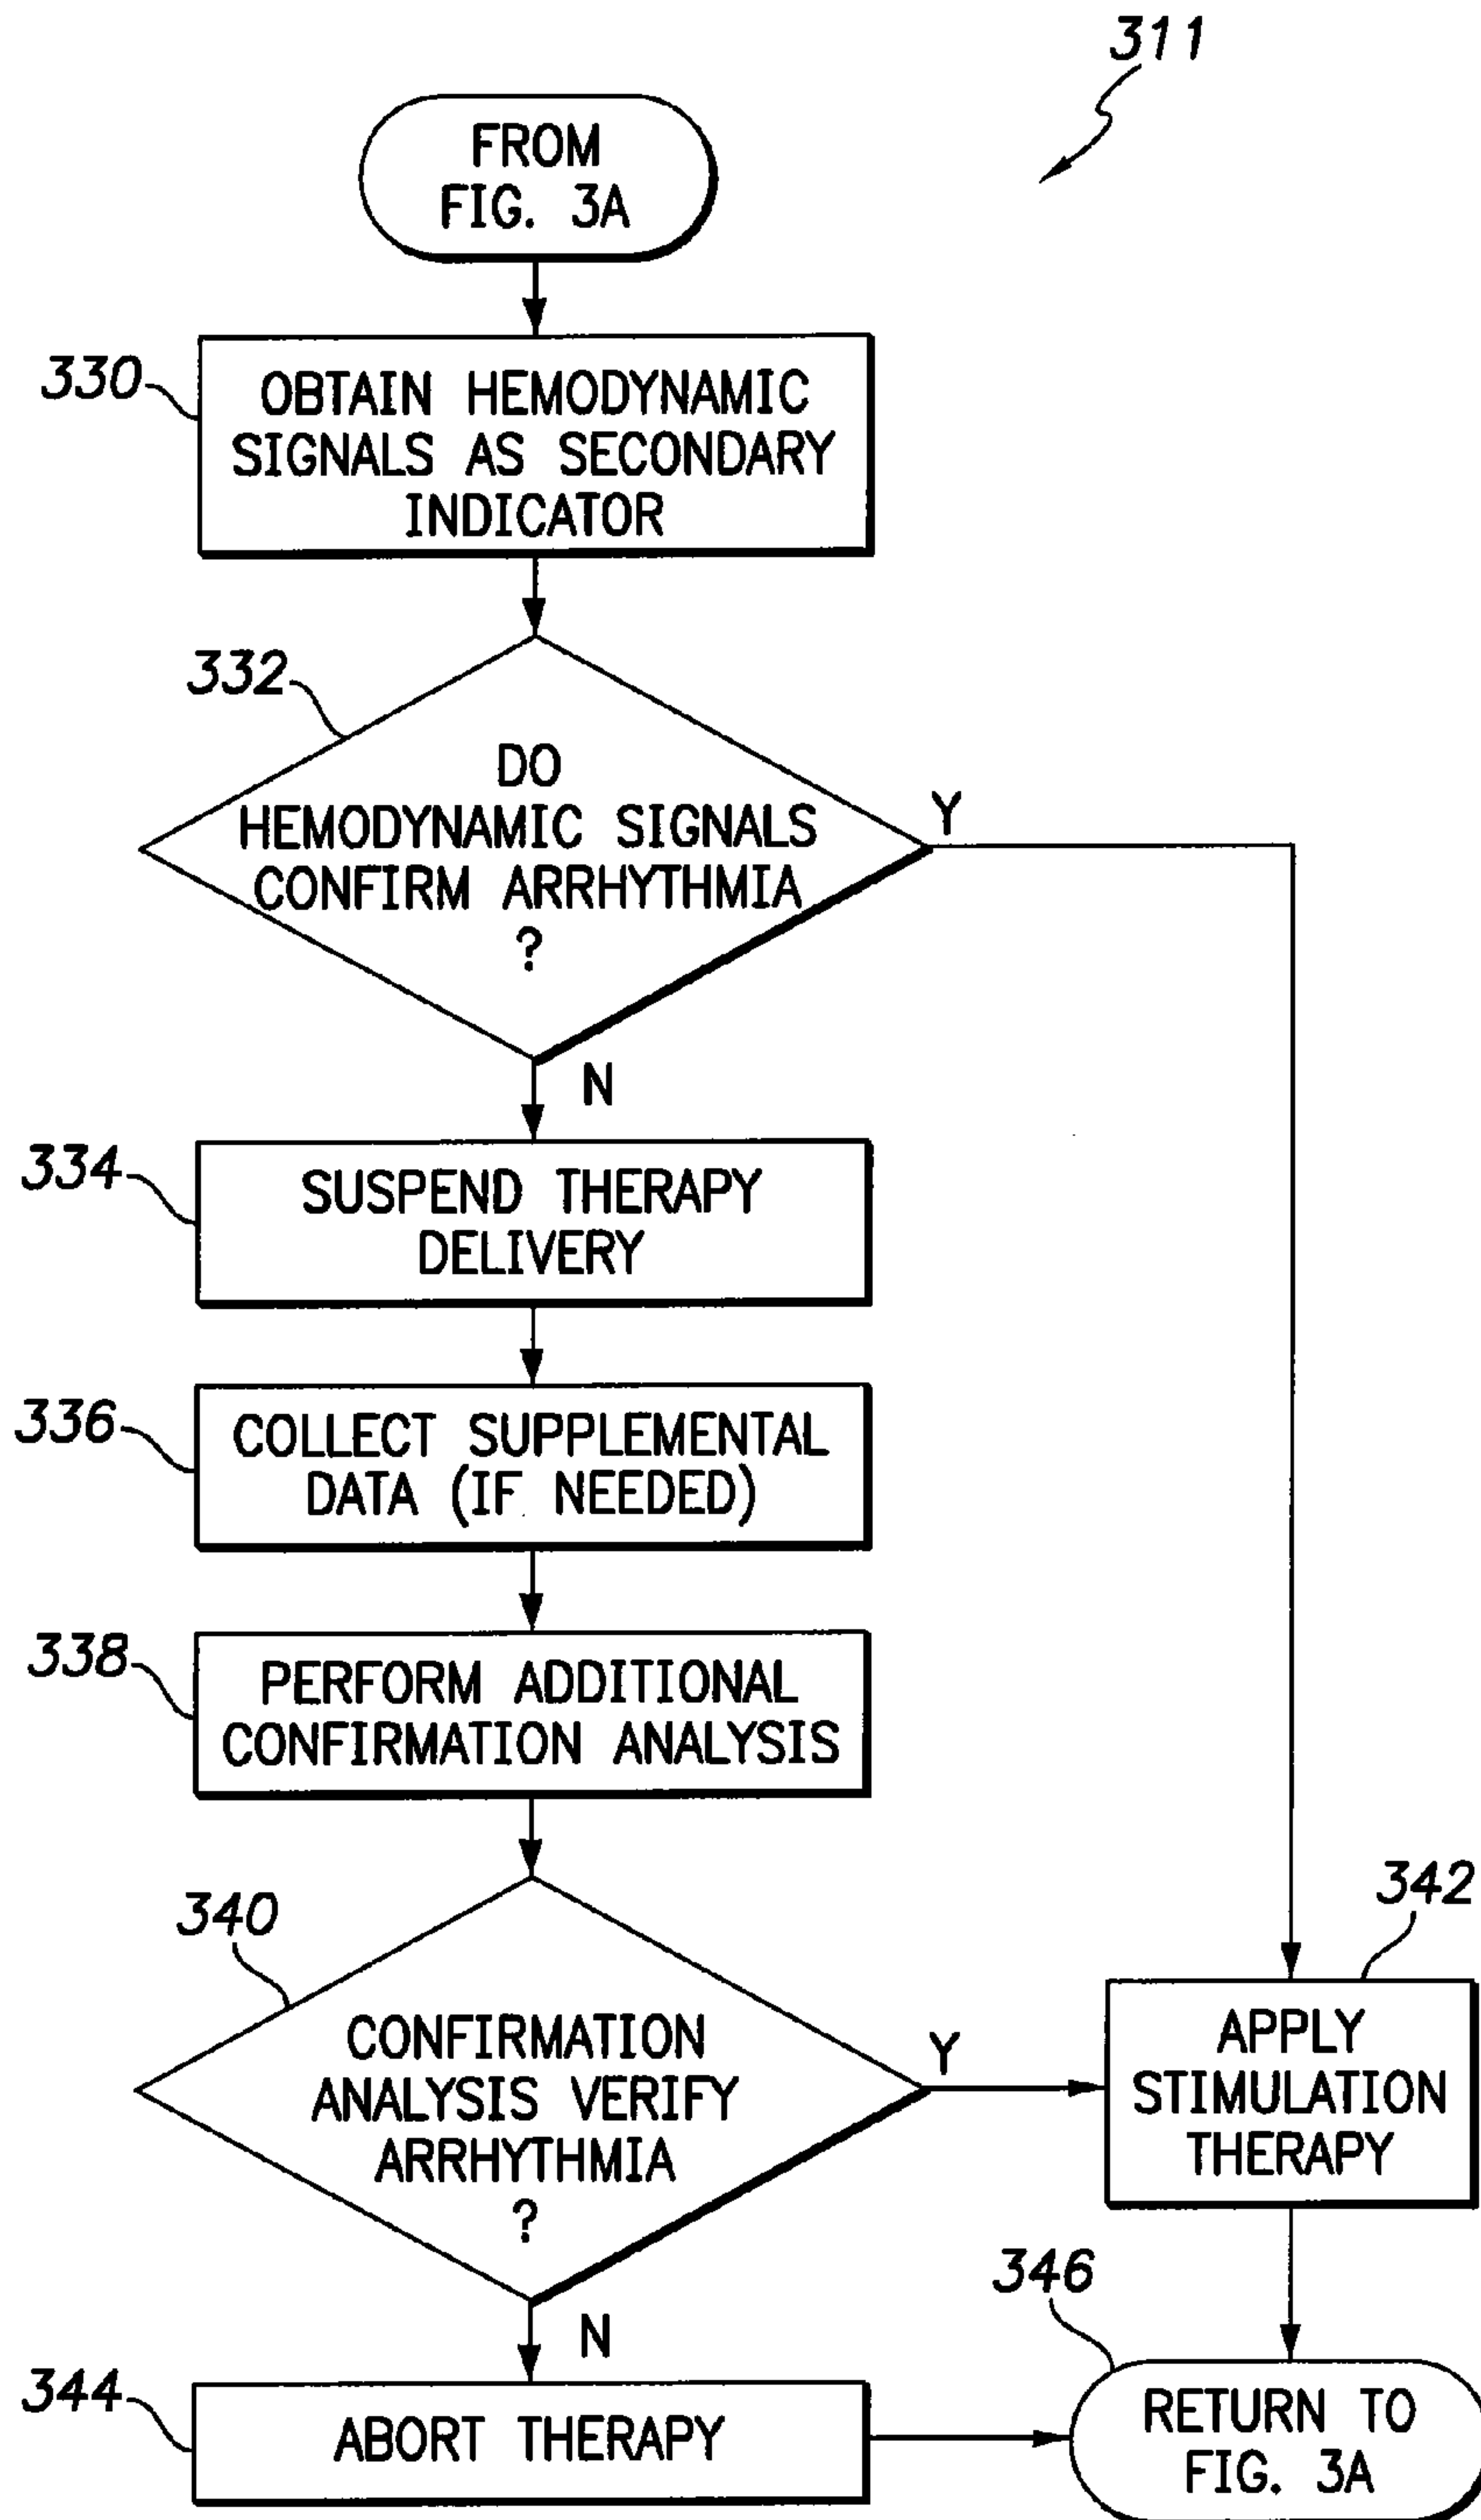 311
FROM
FIG. 3A
330
OBTAIN HEMODYNAMIC
SIGNALS AS SECONDARY
INDICATOR
332
DO
HEMODYNAMIC SIGNALS
CONFIRM ARRHYTHMIA
?
Y
N
334
SUSPEND THERAPY
DELIVERY
336
COLLECT SUPPLEMENTAL
DATA (IF NEEDED)
338
PERFORM ADDITIONAL
CONFIRMATION ANALYSIS
340
CONFIRMATION
ANALYSIS VERIFY
ARRHYTHMIA
?
Y
N
342
APPLY
STIMULATION
THERAPY
344
ABORT THERAPY
346
RETURN TO
FIG. 3A